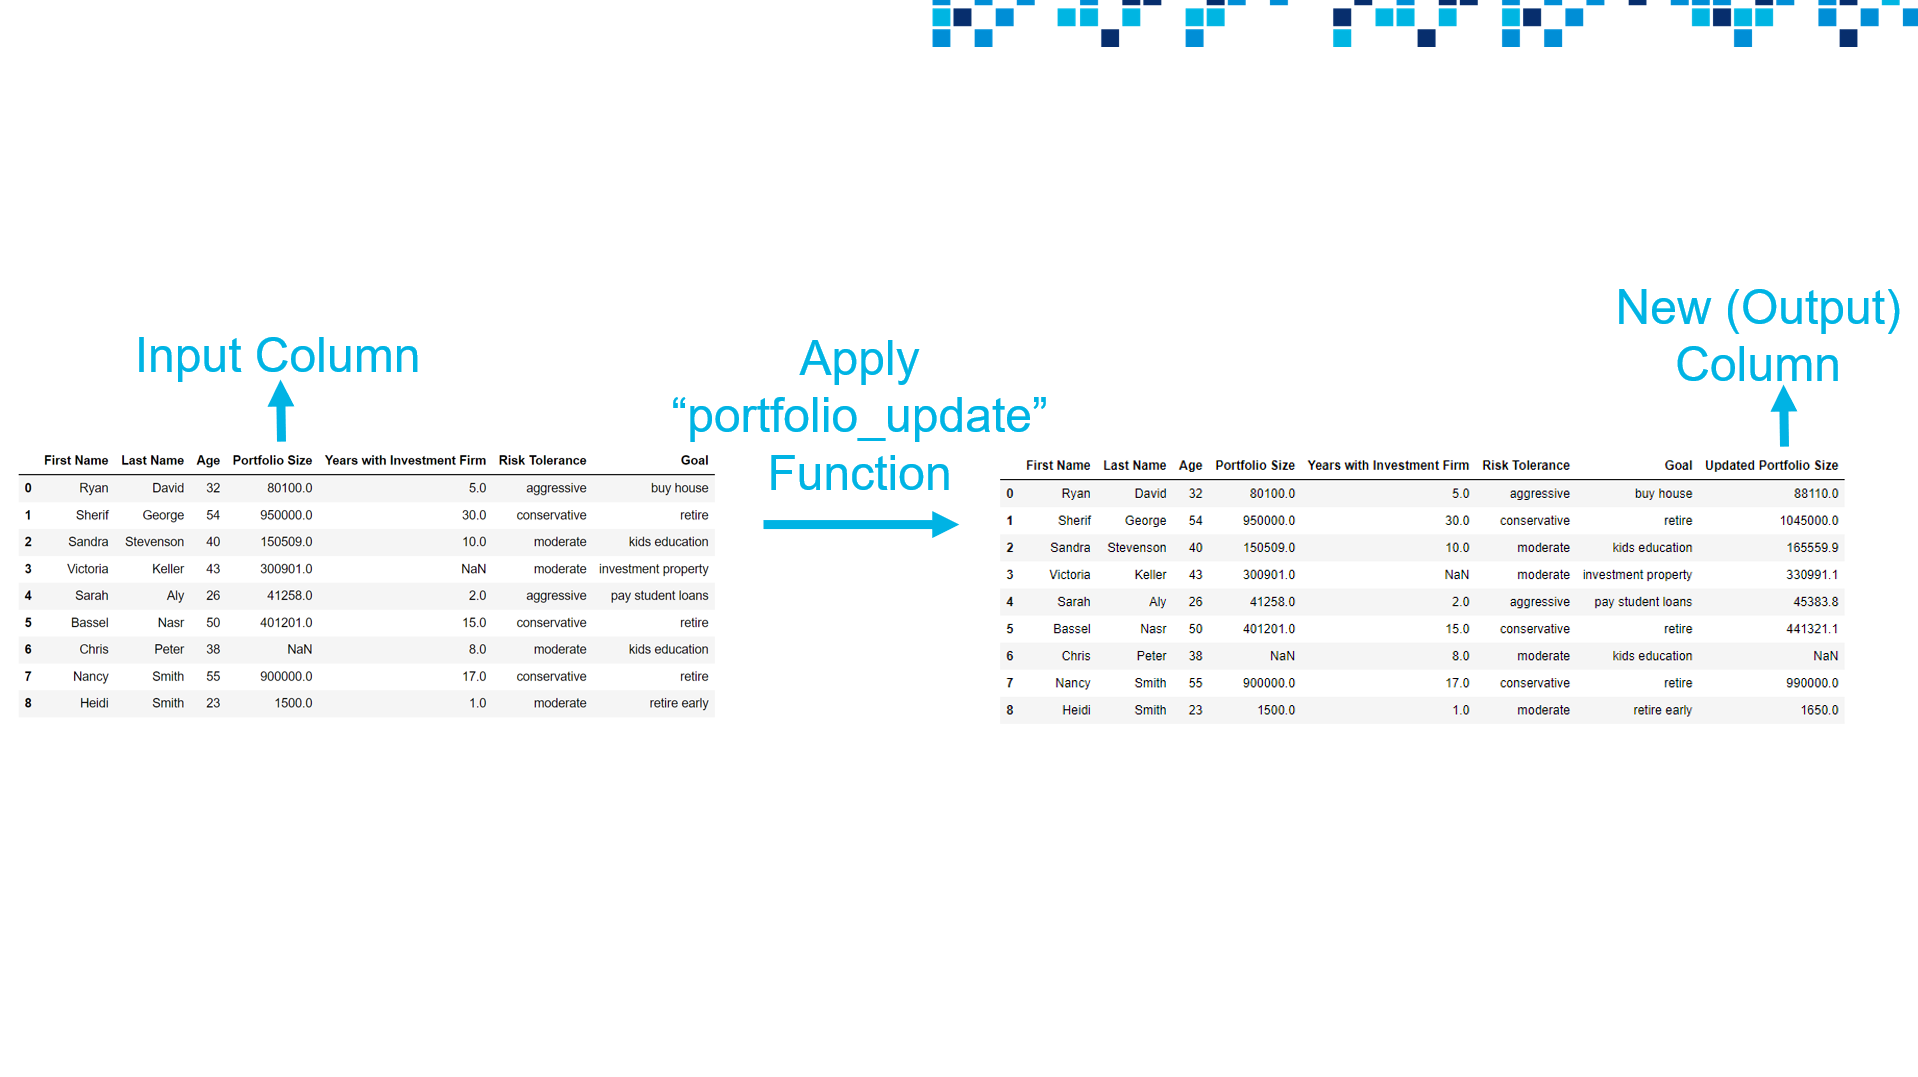 New (Output)
Column
Input Column
Apply
“portfolio_update”
Function
First Name Last Name Age Portfolio Size Years with Investment Firm Risk Tolerance Goal
0 Ryan David 32 80100.0 5.0 aggressive buy house
1 Sherif George 54 950000.0 30.0 conservative retire
2 Sandra Stevenson 40 150509.0 10.0 moderate kids education
3 Victoria Keller 43 300901.0 NaN moderate investment property
4 Sarah Aly 26 41258.0 2.0 aggressive pay student loans
5 Bassel Nasr 50 401201.0 15.0 conservative retire
6 Chris Peter 38 NaN 8.0 moderate kids education
7 Nancy Smith 55 900000.0 17.0 conservative retire
8 Heidi Smith 23 1500.0 1.0 moderate retire early
First Name Last Name Age Portfolio Size Years with Investment Firm Risk Tolerance Goal Updated Portfolio Size
0 Ryan David 32 80100.0 5.0 aggressive buy house 88110.0
1 Sherif George 54 950000.0 30.0 conservative retire 1045000.0
2 Sandra Stevenson 40 150509.0 10.0 moderate kids education 165559.9
3 Victoria Keller 43 300901.0 NaN moderate investment property 330991.1
4 Sarah Aly 26 41258.0 2.0 aggressive pay student loans 45383.8
5 Bassel Nasr 50 401201.0 15.0 conservative retire 441321.1
6 Chris Peter 38 NaN 8.0 moderate kids education NaN
7 Nancy Smith 55 900000.0 17.0 conservative retire 990000.0
8 Heidi Smith 23 1500.0 1.0 moderate retire early 1650.0